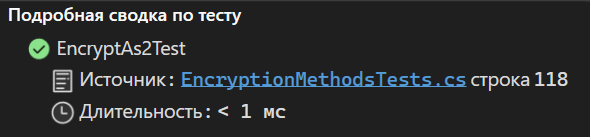 Подробная сводка по тесту
EncryptAs2Test
Источник: EncryptionMethodsTests.cs строка 118
Длительность: < 1 мс